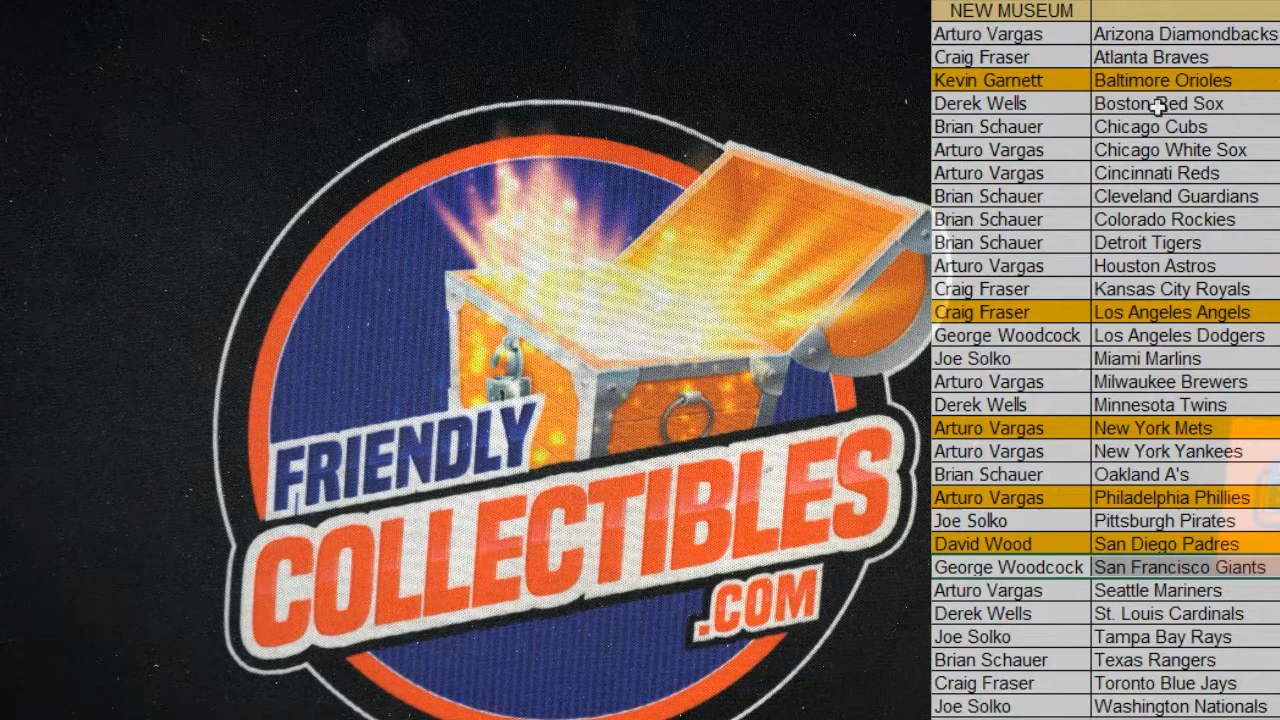 NEW MUSEUM
Arturo Vargas Arizona Diamondbacks
Craig Fraser Atlanta Braves
Kevin Garnett Baltimore Orioles
Derek Wells Boston Red Sox
Brian Schauer Chicago Cubs
Arturo Vargas Chicago White Sox
Arturo Vargas Cincinnati Reds
Brian Schauer Cleveland Guardians
Brian Schauer Colorado Rockies
Brian Schauer Detroit Tigers
Arturo Vargas Houston Astros
Craig Fraser Kansas City Royals
Craig Fraser Los Angeles Angels
George Woodcock Los Angeles Dodgers
Joe Solko Miami Marlins
Arturo Vargas Milwaukee Brewers
Derek Wells Minnesota Twins
Arturo Vargas New York Mets
Arturo Vargas New York Yankees
Brian Schauer Oakland A's
Arturo Vargas Philadelphia Phillies
Joe Solko Pittsburgh Pirates
David Wood San Diego Padres
George Woodcock San Francisco Giants
Arturo Vargas Seattle Mariners
Derek Wells St. Louis Cardinals
Joe Solko Tampa Bay Rays
Brian Schauer Texas Rangers
Craig Fraser Toronto Blue Jays
Joe Solko Washington Nationals
FRIENDLY
COLLECTIBLES
.COM